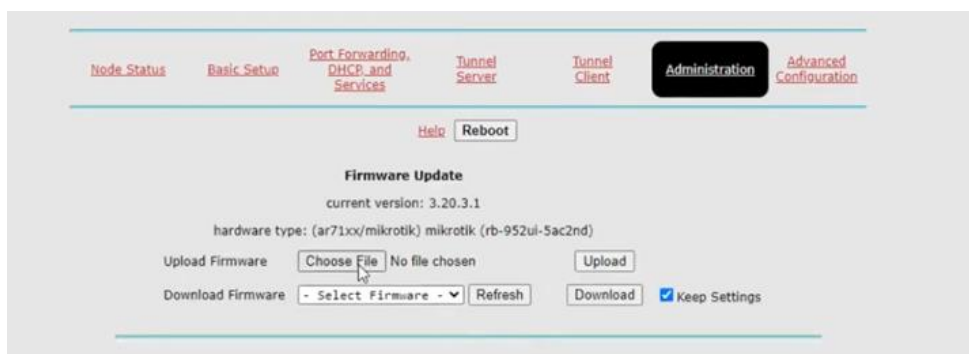 Node Status
Basic Setup
Port Forwarding,
DHCP, and
Services
Tunnel
Server
Tunnel
Client
Administration
Advanced
Configuration
Help Reboot
Firmware Update
current version: 3.20.3.1
hardware type: (ar71xx/mikrotik) mikrotik (rb-952ui-5ac2nd)
Upload Firmware Choose File No file chosen Upload
Download Firmware - Select Firmware - Refresh Download Keep Settings